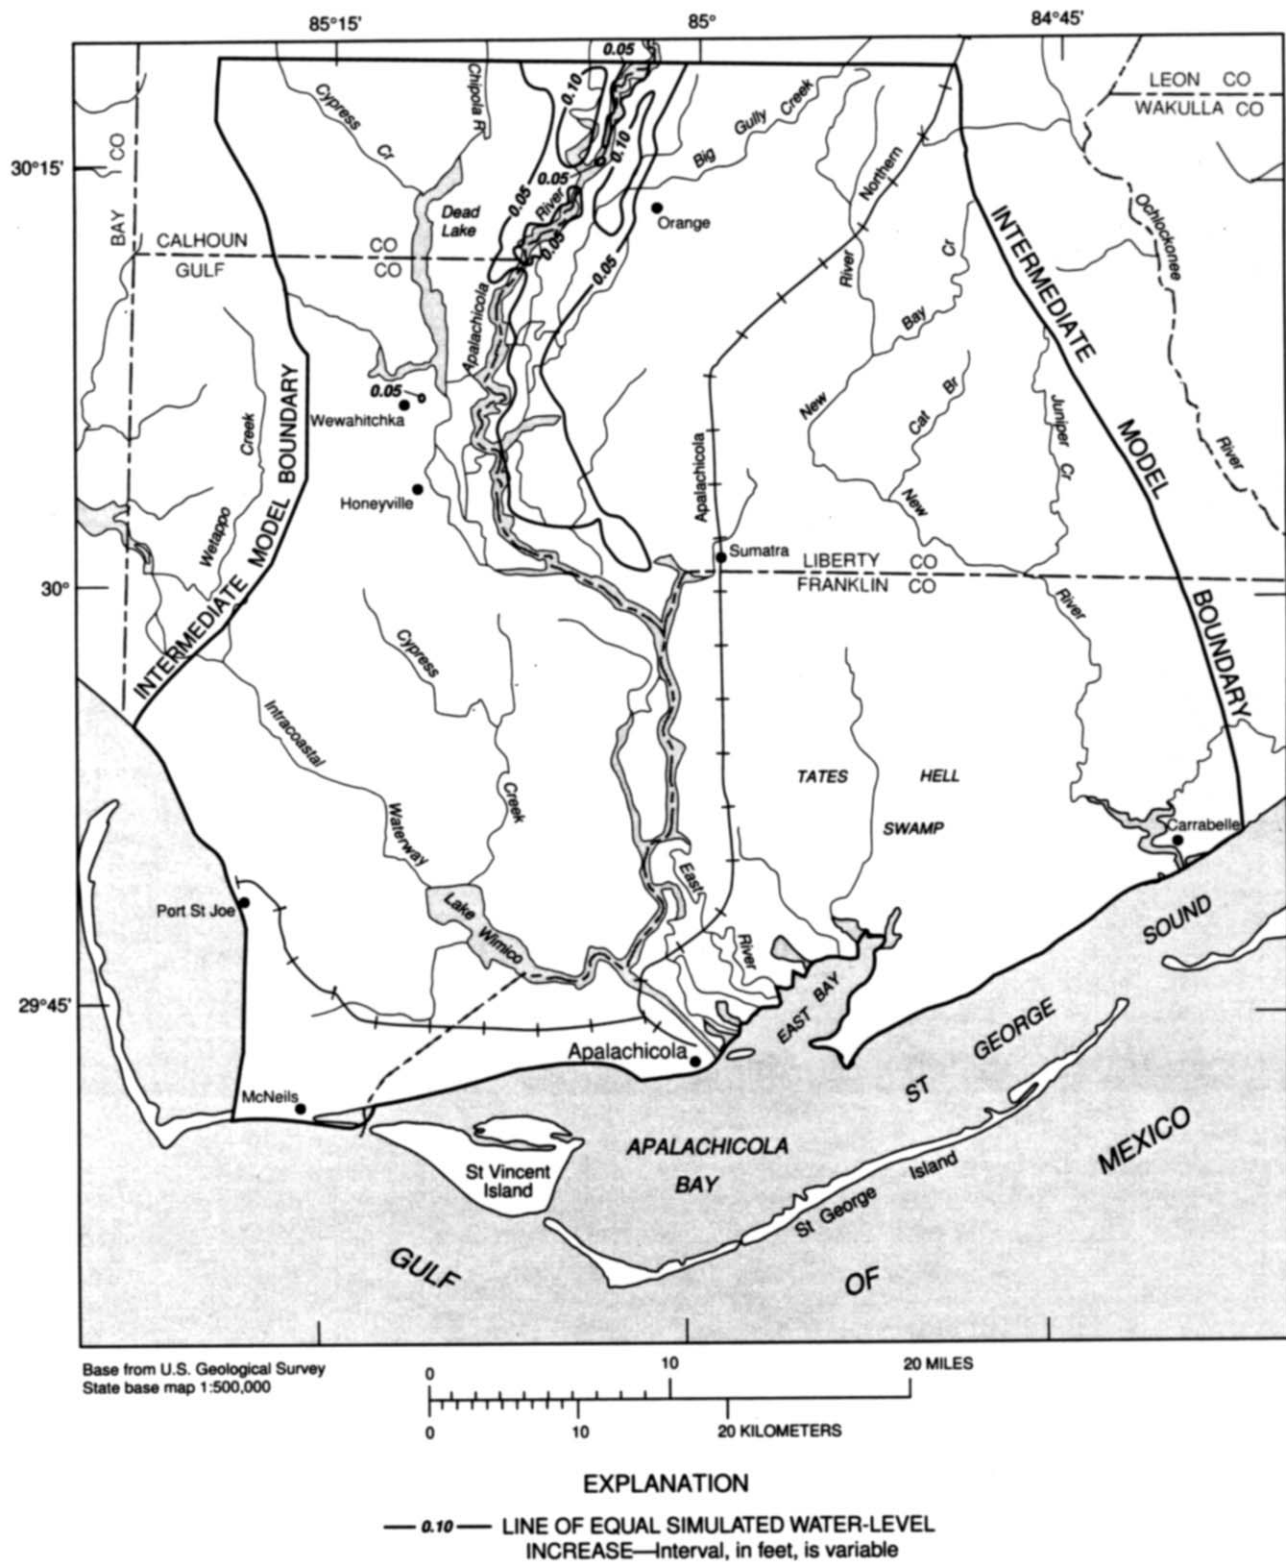 85°15'
85°
84°45'
0.05
0.10
LEON CO
WAKULLA CO
Cypress
Cr
Chipola R
Gully Creek
Big
0.10
30°15'
BAY CO
0.05
0.05
River
0.05
Dead
Lake
Orange
Northern
Ochlockonee
CALHOUN CO
GULF CO
0.05
River
Cr
Bay
INTERMEDIATE
MODEL
BOUNDARY
Apalachicola
0.05
Wewahitchka
New
Cat Br
Juniper Cr
River
Creek
Wetappo
Honeyville
Apalachicola
New
INTERMEDIATE MODEL BOUNDARY
Sumatra
LIBERTY CO
FRANKLIN CO
30°
River
Cypress
Creek
Intracoastal
Waterway
TATES HELL
SWAMP
Carrabelle
Port St Joe
Lake
Wimico
East
River
SOUND
29°45'
EAST BAY
GEORGE
ST
Apalachicola
McNeils
APALACHICOLA
BAY
St Vincent
Island
St George Island
MEXICO
GULF
OF
Base from U.S. Geological Survey
State base map 1:500,000
0 10 20 MILES
0 10 20 KILOMETERS
EXPLANATION
0.10 LINE OF EQUAL SIMULATED WATER-LEVEL
INCREASE—Interval, in feet, is variable